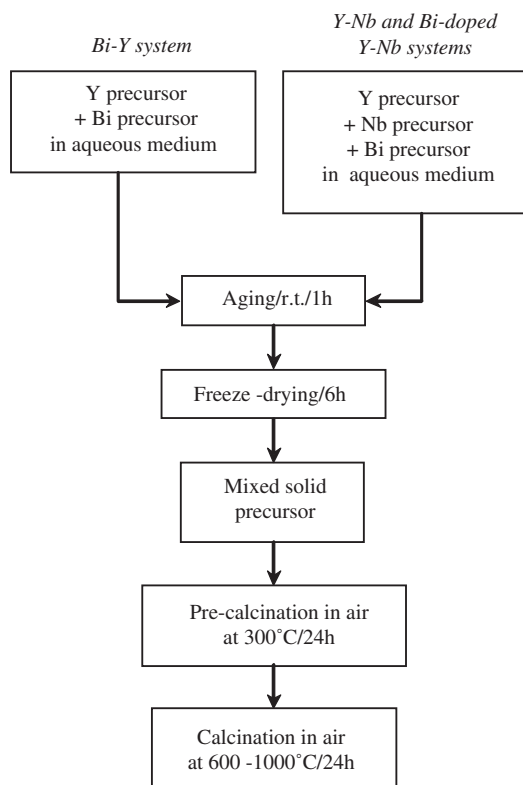 Bi-Y system
Y precursor
+ Bi precursor
in aqueous medium
Y-Nb and Bi-doped
Y-Nb systems
Y precursor
+ Nb precursor
+ Bi precursor
in aqueous medium
Aging/r.t./1h
Freeze -drying/6h
Mixed solid
precursor
Pre-calcination in air
at 300˚C/24h
Calcination in air
at 600 -1000˚C/24h